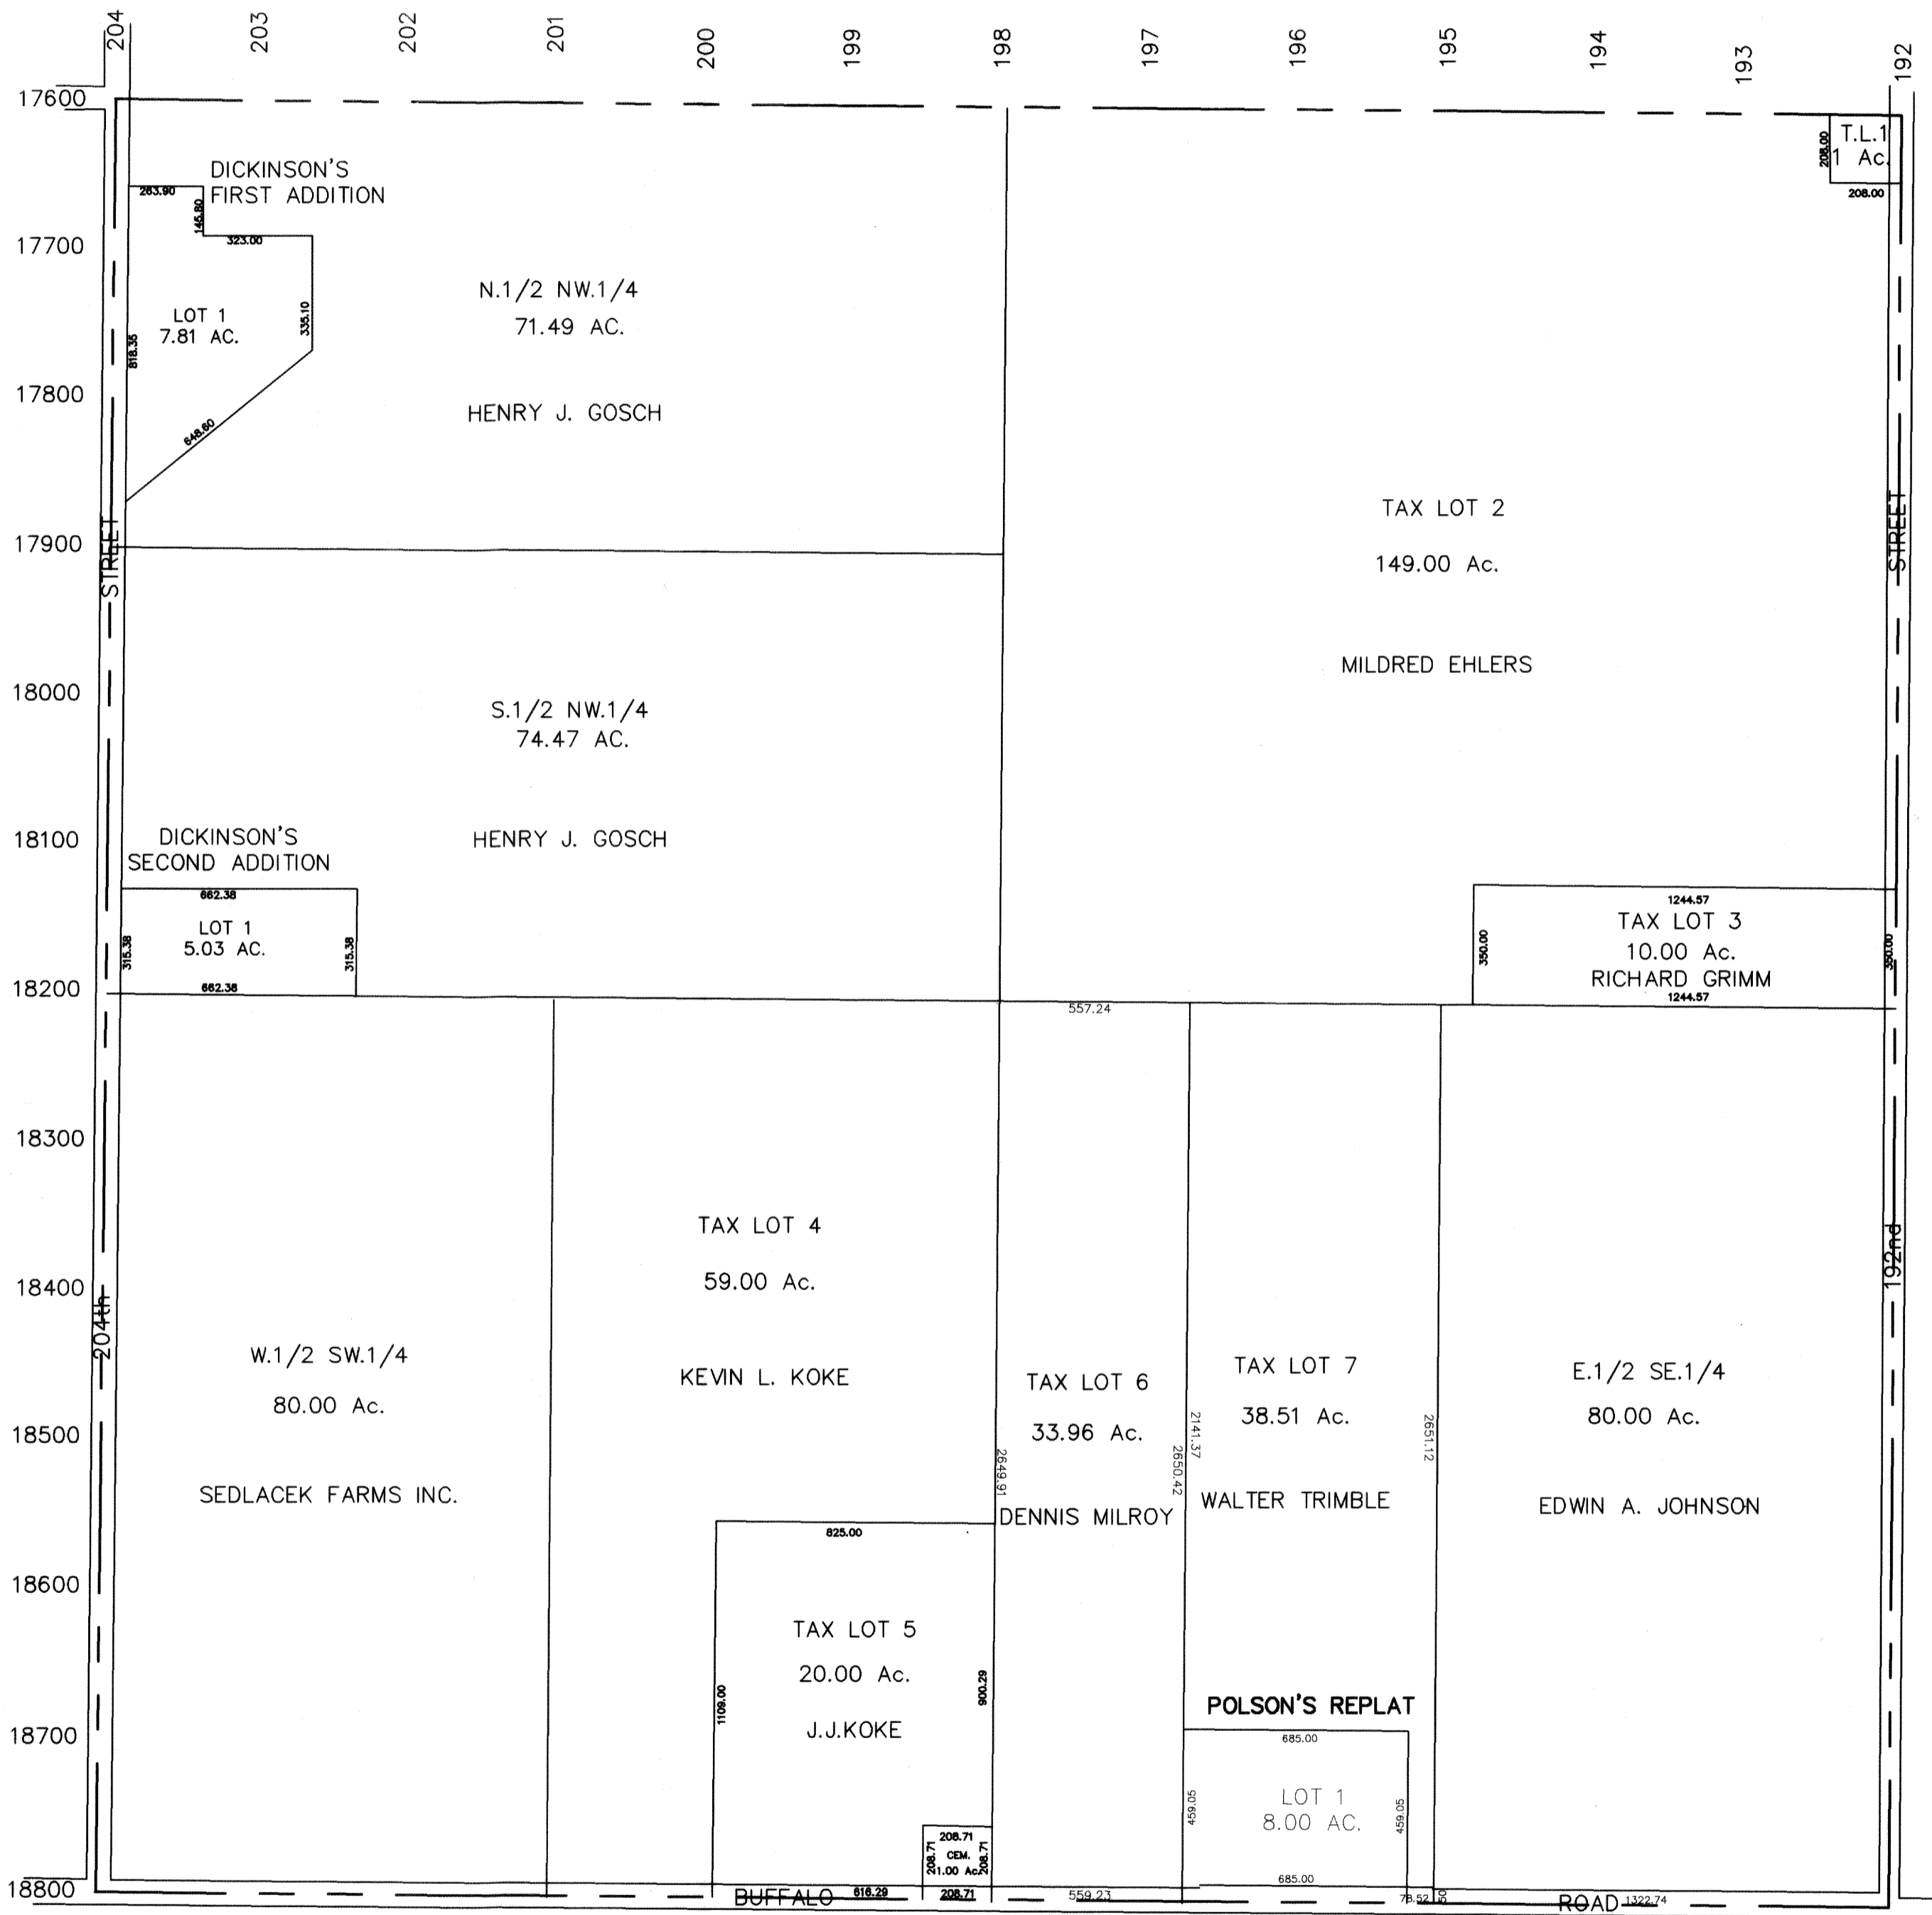 204
203
202
201
200
199
198
197
196
195
194
193
192
17600
17700
17800
17900
18000
18100
18200
18300
18400
18500
18600
18700
18800
DICKINSON'S
FIRST ADDITION
263.90
145.80
323.00
335.10
818.35
648.60
LOT 1
7.81 AC.
N.1/2 NW.1/4
71.49 AC.
HENRY J. GOSCH
T.L.1
1 Ac.
208.00
208.00
TAX LOT 2
149.00 Ac.
MILDRED EHLERS
STREET
STREET
S.1/2 NW.1/4
74.47 AC.
HENRY J. GOSCH
DICKINSON'S
SECOND ADDITION
662.38
LOT 1
5.03 AC.
315.38
315.38
662.38
1244.57
TAX LOT 3
10.00 Ac.
RICHARD GRIMM
1244.57
350.00
350.00
557.24
204th
192nd
W.1/2 SW.1/4
80.00 Ac.
SEDLACEK FARMS INC.
TAX LOT 4
59.00 Ac.
KEVIN L. KOKE
TAX LOT 6
33.96 Ac.
DENNIS MILROY
2649.91
2650.42
2141.37
TAX LOT 7
38.51 Ac.
WALTER TRIMBLE
2651.12
E.1/2 SE.1/4
80.00 Ac.
EDWIN A. JOHNSON
825.00
TAX LOT 5
20.00 Ac.
J.J.KOKE
1109.00
900.29
208.71
CEM.
1.00 Ac.
208.71
208.71
POLSON'S REPLAT
685.00
LOT 1
8.00 AC.
459.05
459.05
685.00
BUFFALO
616.29
208.71
559.23
78.52
ROAD
1322.74